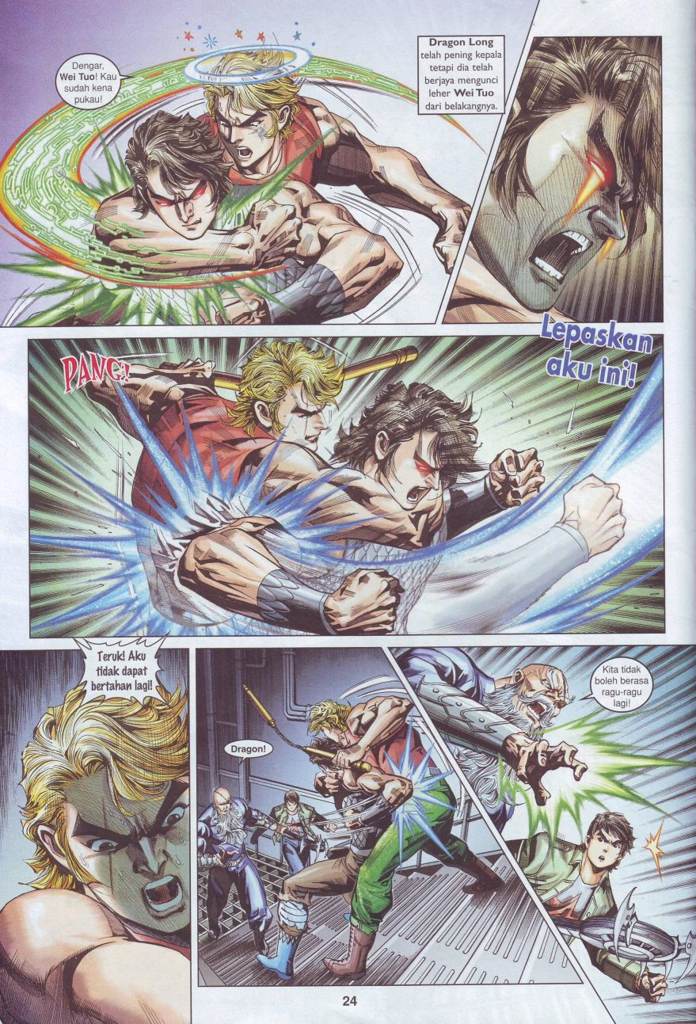 Dengar,
Wei Tuo! Kau
sudah kena
pukau!
Dragon Long
telah pening kepala
tetapi dia telah
berjaya mengunci
leher Wei Tuo
dari belakangnya.
Lepaskan
aku ini!
PANG!
Teruk! Aku
tidak dapat
bertahan lagi!
Dragon!
Kita tidak
boleh berasa
ragu-ragu
lagi!
24